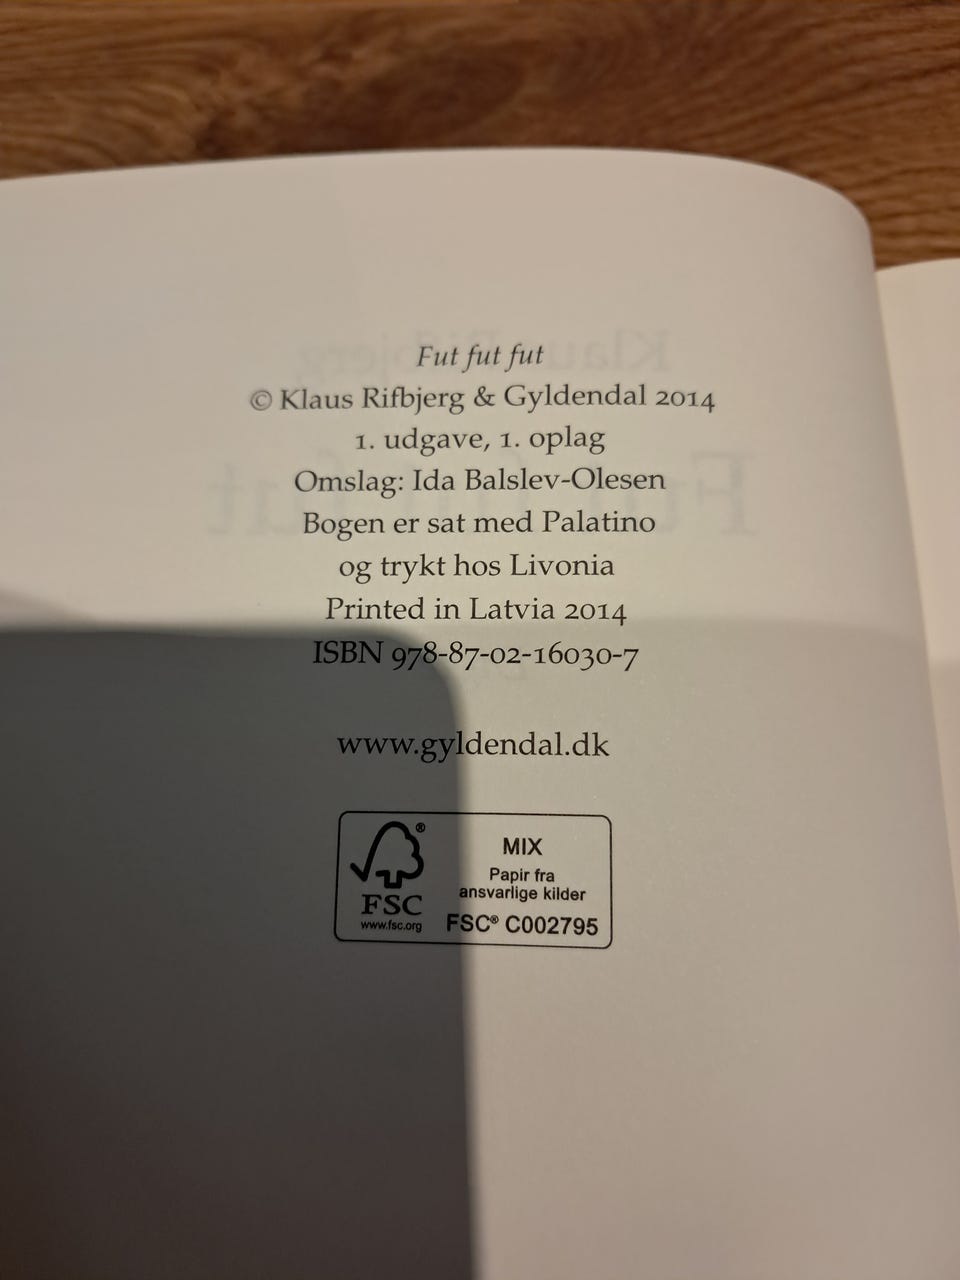 Fut fut fut
© Klaus Rifbjerg & Gyldendal 2014
1. udgave, 1. oplag
Omslag: Ida Balslev-Olesen
Bogen er sat med Palatino
og trykt hos Livonia
Printed in Latvia 2014
ISBN 978-87-02-16030-7
www.gyldendal.dk
®
FSC
www.fsc.org
MIX
Papir fra
ansvarlige kilder
FSC® C002795